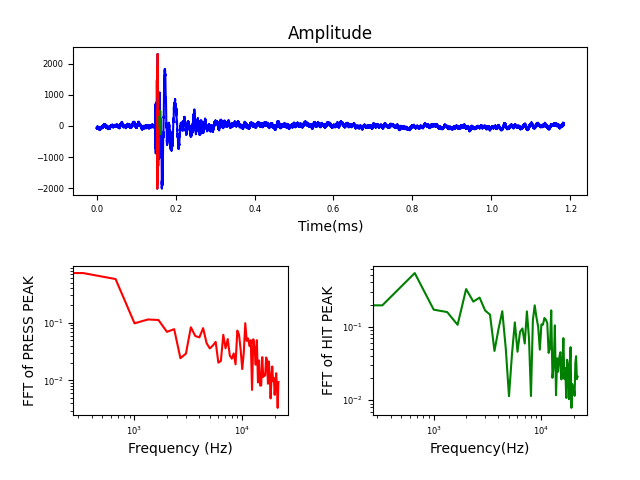 Amplitude
2000
1000
0
−1000
−2000
0.0 0.2 0.4 0.6 0.8 1.0 1.2
Time(ms)
FFT of PRESS PEAK
10⁻¹
10⁻²
10³ 10⁴
Frequency (Hz)
FFT of HIT PEAK
10⁻¹
10⁻²
10³ 10⁴
Frequency(Hz)